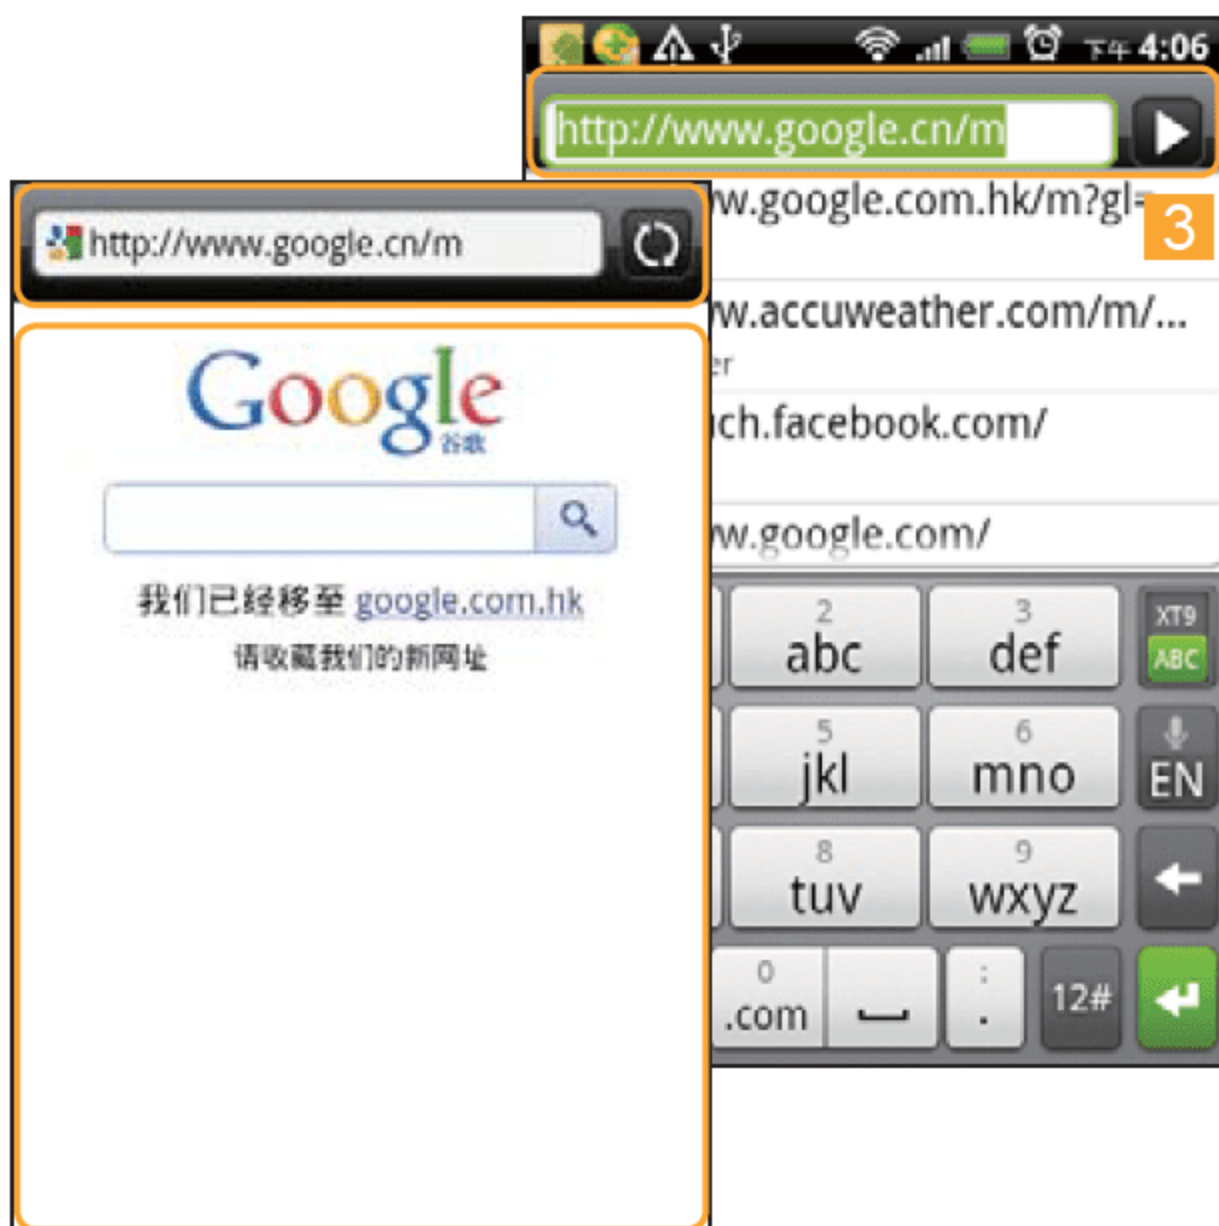 下午 4:06
http://www.google.cn/m
w.google.com.hk/m?gl=
3
w.accuweather.com/m/...
er
ch.facebook.com/
w.google.com/
2
abc
3
def
XT9
ABC
5
jkl
6
mno
EN
8
tuv
9
wxyz
0
.com
:
.
12#
http://www.google.cn/m
Google
谷歌
我们已经移至 google.com.hk
请收藏我们的新网址